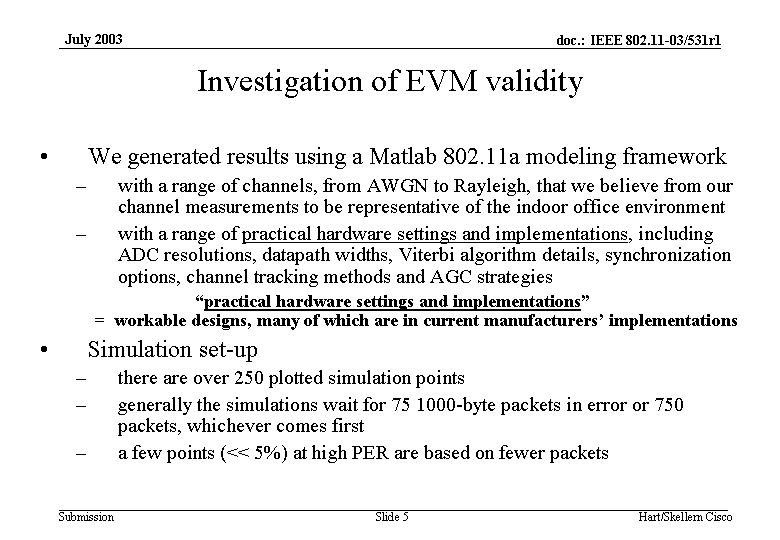 July 2003
doc.: IEEE 802.11-03/531r1
Investigation of EVM validity
• We generated results using a Matlab 802.11a modeling framework
– with a range of channels, from AWGN to Rayleigh, that we believe from our
channel measurements to be representative of the indoor office environment
– with a range of practical hardware settings and implementations, including
ADC resolutions, datapath widths, Viterbi algorithm details, synchronization
options, channel tracking methods and AGC strategies
“practical hardware settings and implementations”
= workable designs, many of which are in current manufacturers’ implementations
• Simulation set-up
– there are over 250 plotted simulation points
– generally the simulations wait for 75 1000-byte packets in error or 750
packets, whichever comes first
– a few points (<< 5%) at high PER are based on fewer packets
Submission
Slide 5
Hart/Skellern Cisco